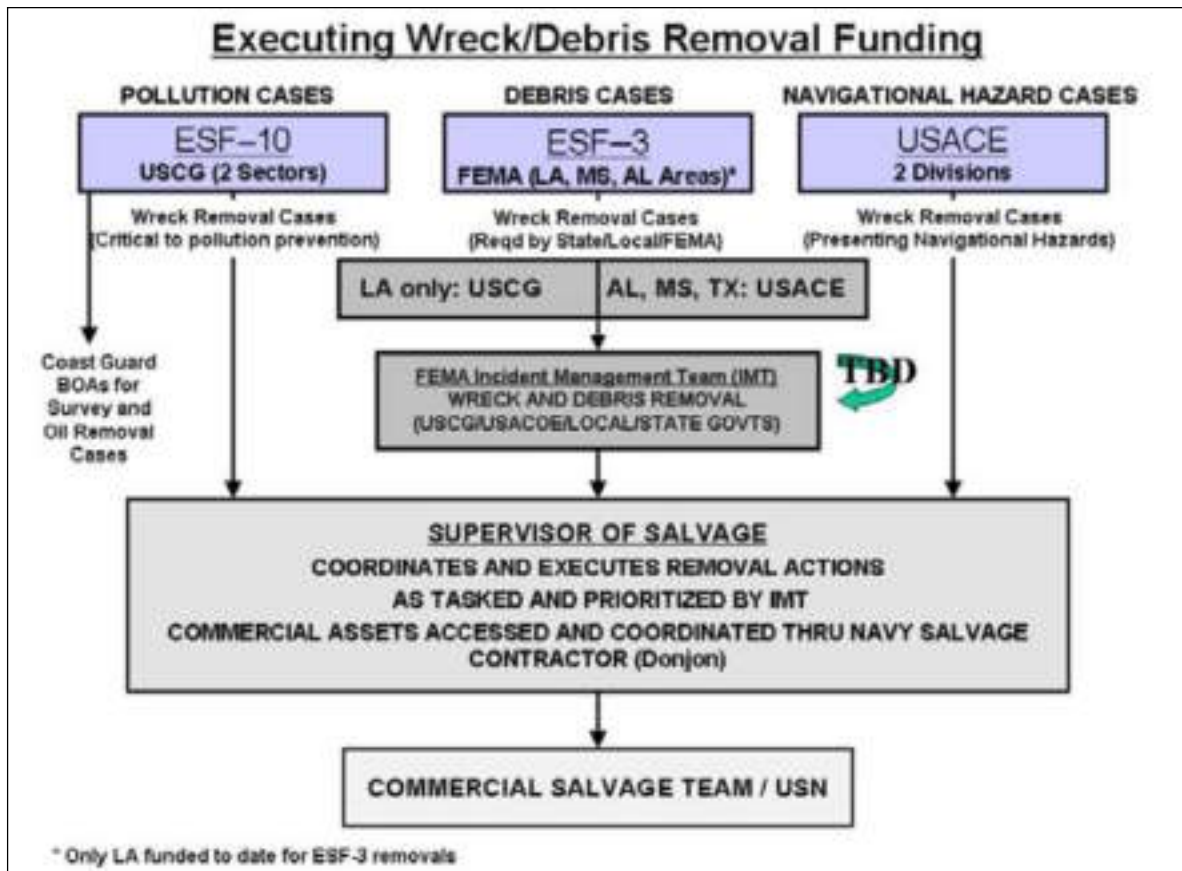 Executing Wreck/Debris Removal Funding
POLLUTION CASES
ESF–10
USCG (2 Sectors)
Wreck Removal Cases
(Critical to pollution prevention)
DEBRIS CASES
ESF–3
FEMA (LA, MS, AL Areas)*
Wreck Removal Cases
(Reqd by State/Local/FEMA)
NAVIGATIONAL HAZARD CASES
USACE
2 Divisions
Wreck Removal Cases
(Presenting Navigational Hazards)
LA only: USCG
AL, MS, TX: USACE
Coast Guard
BOAs for
Survey and
Oil Removal
Cases
FEMA Incident Management Team (IMT)
WRECK AND DEBRIS REMOVAL
(USCG/USACOE/LOCAL/STATE GOVTS)
TBD
SUPERVISOR OF SALVAGE
COORDINATES AND EXECUTES REMOVAL ACTIONS
AS TASKED AND PRIORITIZED BY IMT
COMMERCIAL ASSETS ACCESSED AND COORDINATED THRU NAVY SALVAGE
CONTRACTOR (Donjon)
COMMERCIAL SALVAGE TEAM / USN
* Only LA funded to date for ESF-3 removals